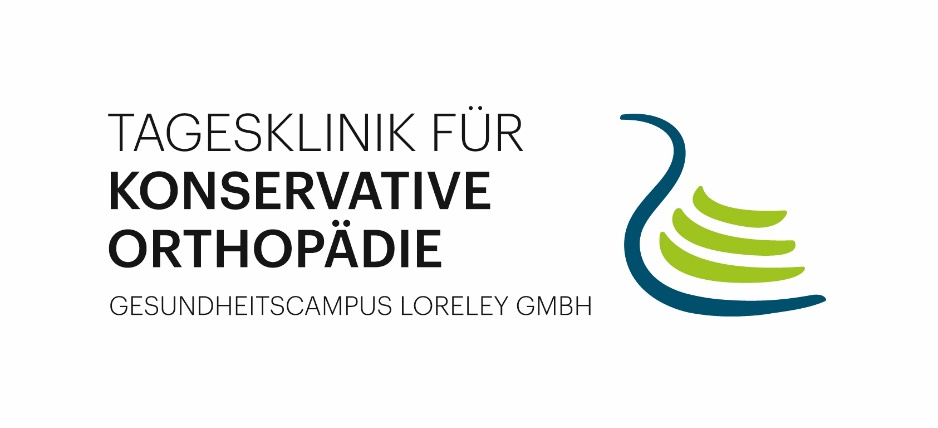 TAGESKLINIK FÜR
KONSERVATIVE
ORTHOPÄDIE
GESUNDHEITSCAMPUS LORELEY GMBH